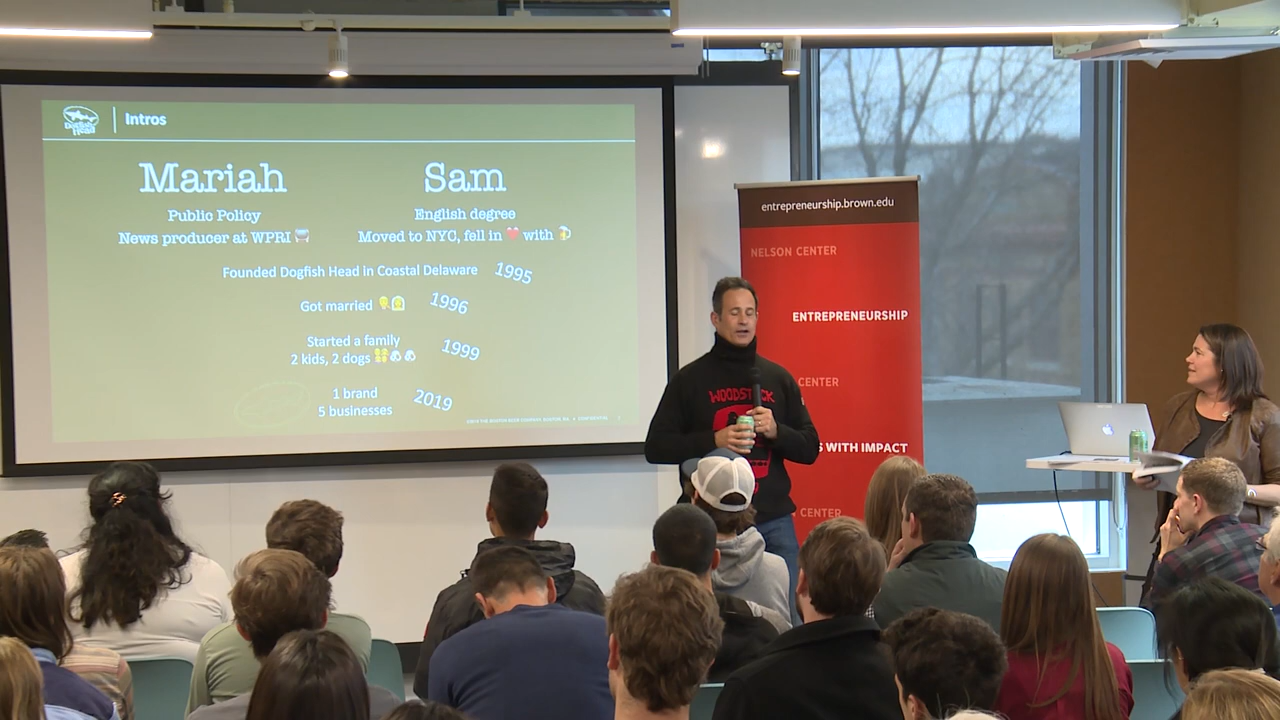 Dogfish Head
Intros
Mariah
Sam
Public Policy
English degree
News producer at WPRI
Moved to NYC, fell in ❤️ with 🍺
Founded Dogfish Head in Coastal Delaware
1995
Got married
1996
Started a family
2 kids, 2 dogs
1999
1 brand
5 businesses
2019
entrepreneurship.brown.edu
NELSON CENTER
ENTREPRENEURSHIP
CENTER
S WITH IMPACT
CENTER
WOODSTOCK